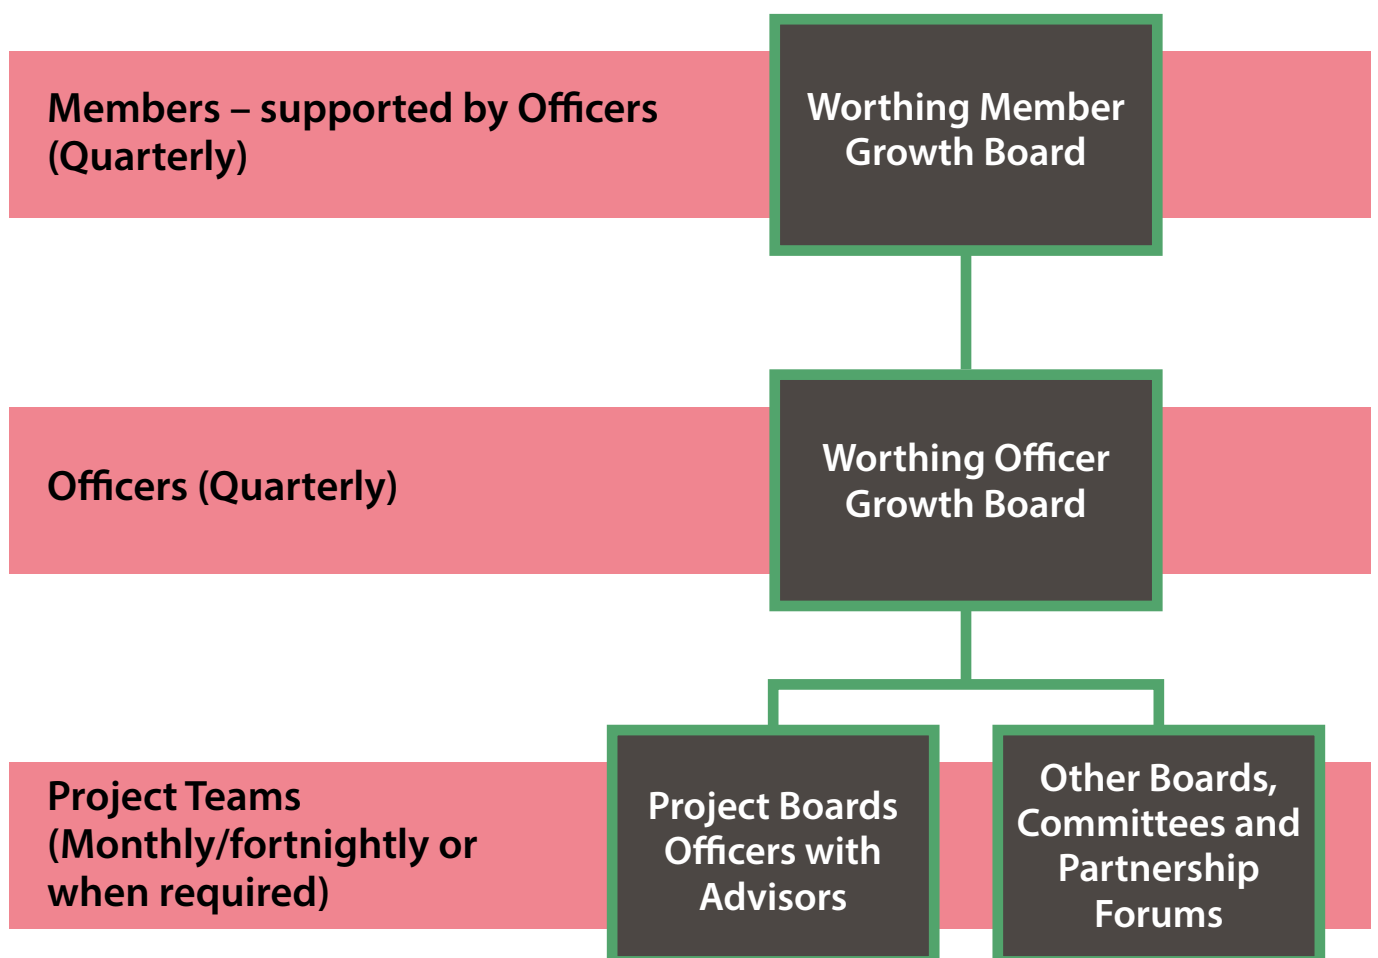 Members – supported by Officers
(Quarterly)
Worthing Member
Growth Board
Officers (Quarterly)
Worthing Officer
Growth Board
Project Teams
(Monthly/fortnightly or
when required)
Project Boards
Officers with
Advisors
Other Boards,
Committees and
Partnership
Forums